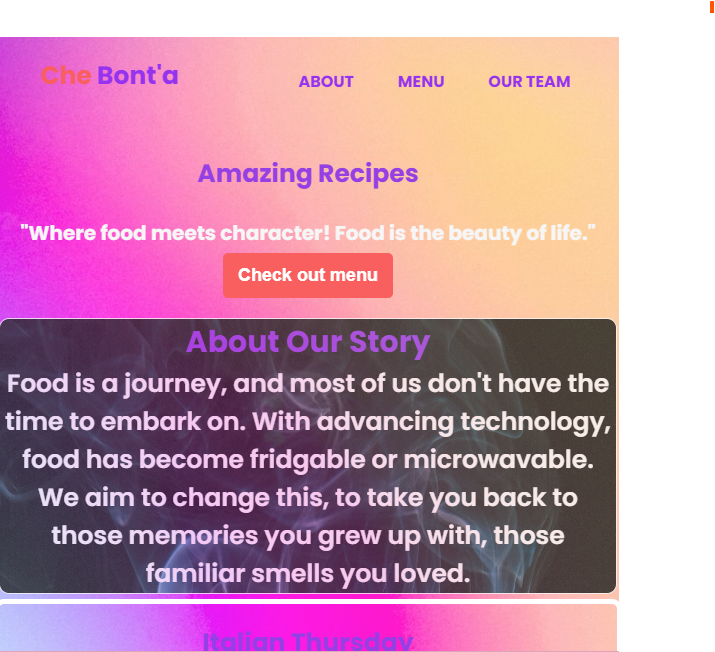 Che Bont'a
ABOUT MENU OUR TEAM
Amazing Recipes
"Where food meets character! Food is the beauty of life."
Check out menu
About Our Story
Food is a journey, and most of us don't have the
time to embark on. With advancing technology,
food has become fridgable or microwavable.
We aim to change this, to take you back to
those memories you grew up with, those
familiar smells you loved.
Italian Thursday